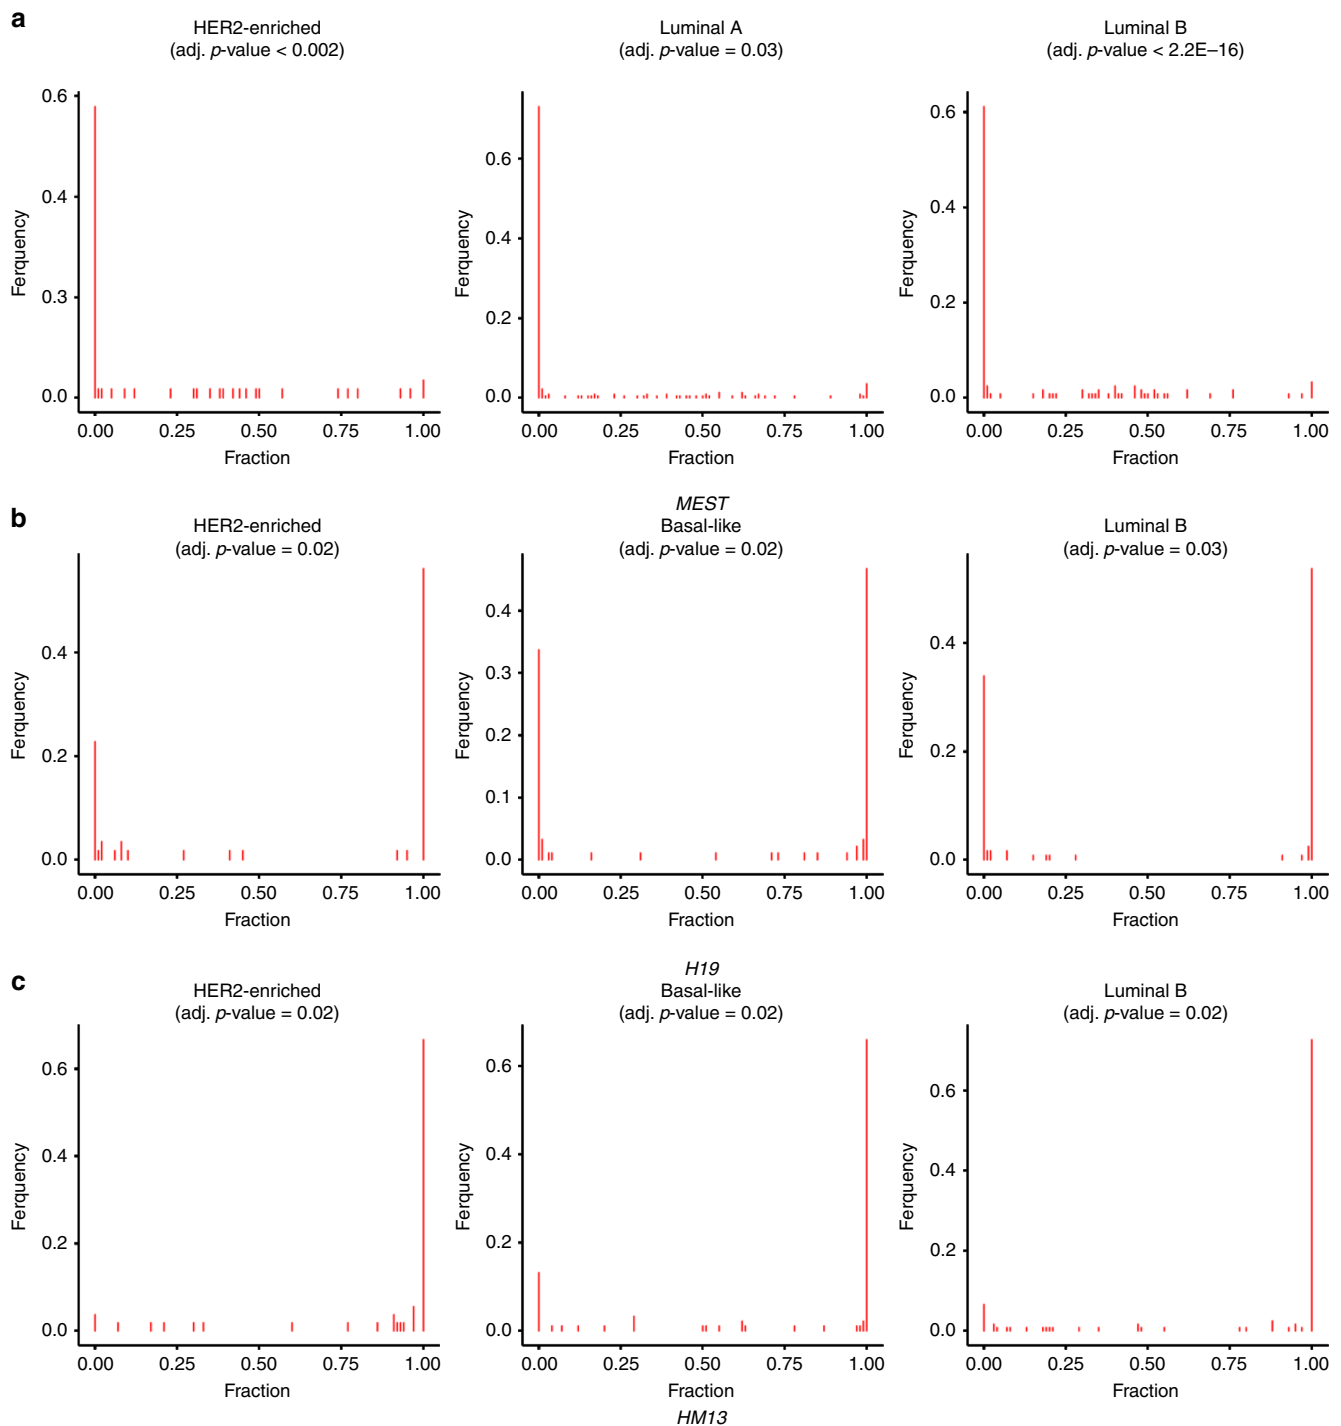 a
HER2-enriched
(adj. p-value < 0.002)
Luminal A
(adj. p-value = 0.03)
Luminal B
(adj. p-value < 2.2E–16)
Ferquency
0.6
0.4
0.3
0.0
0.00 0.25 0.50 0.75 1.00
Fraction
Ferquency
0.6
0.4
0.2
0.0
0.00 0.25 0.50 0.75 1.00
Fraction
Ferquency
0.6
0.4
0.2
0.0
0.00 0.25 0.50 0.75 1.00
Fraction
MEST
b
HER2-enriched
(adj. p-value = 0.02)
Basal-like
(adj. p-value = 0.02)
Luminal B
(adj. p-value = 0.03)
Ferquency
0.4
0.2
0.0
0.00 0.25 0.50 0.75 1.00
Fraction
Ferquency
0.4
0.3
0.2
0.1
0.0
0.00 0.25 0.50 0.75 1.00
Fraction
Ferquency
0.4
0.2
0.0
0.00 0.25 0.50 0.75 1.00
Fraction
H19
c
HER2-enriched
(adj. p-value = 0.02)
Basal-like
(adj. p-value = 0.02)
Luminal B
(adj. p-value = 0.02)
Ferquency
0.6
0.4
0.2
0.0
0.00 0.25 0.50 0.75 1.00
Fraction
Ferquency
0.6
0.4
0.2
0.0
0.00 0.25 0.50 0.75 1.00
Fraction
Ferquency
0.6
0.4
0.2
0.0
0.00 0.25 0.50 0.75 1.00
Fraction
HM13